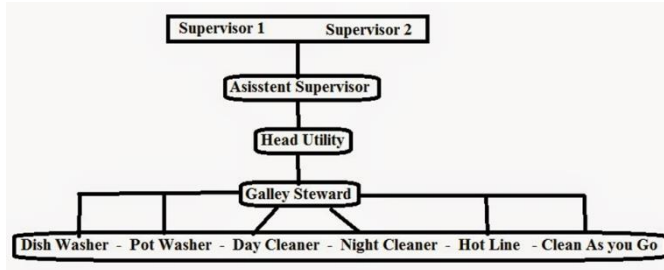 Supervisor 1 Supervisor 2
Asisstent Supervisor
Head Utility
Galley Steward
Dish Washer - Pot Washer - Day Cleaner - Night Cleaner - Hot Line - Clean As you Go